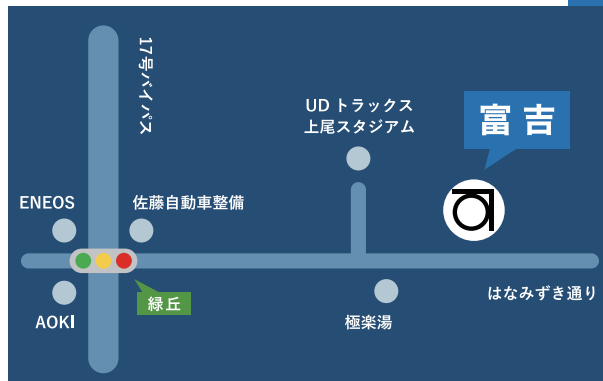 17号バイパス
UDトラックス
上尾スタジアム
富吉
ENEOS
佐藤自動車整備
緑丘
はなみずき通り
AOKI
極楽湯